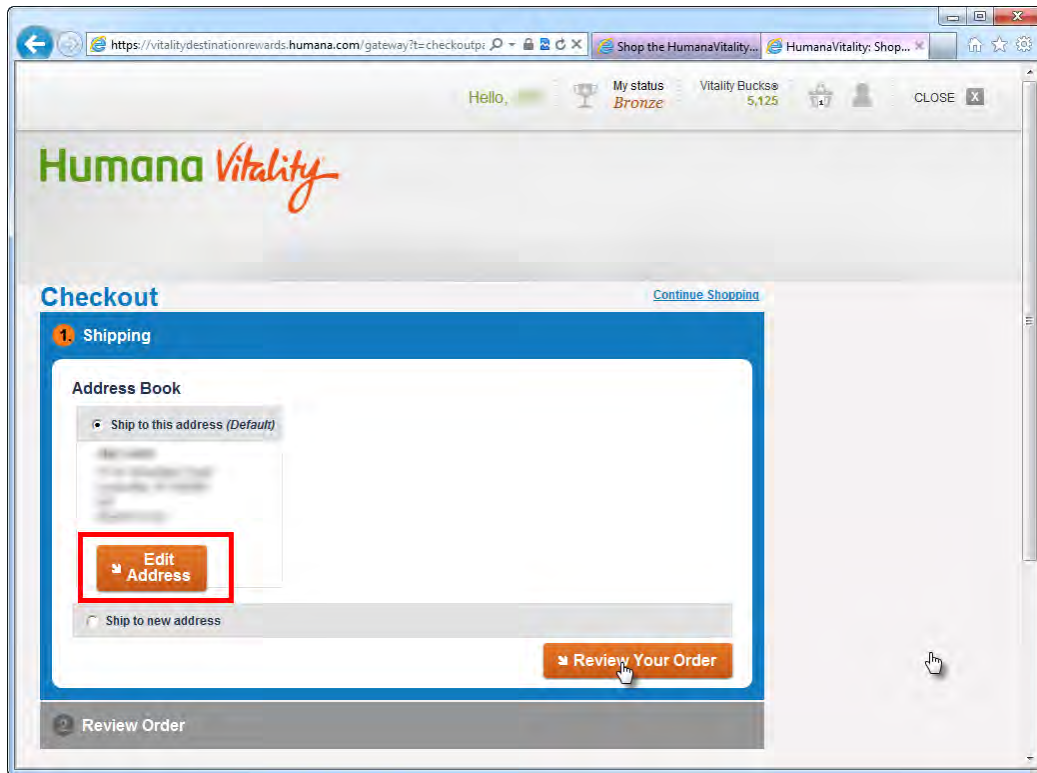 https://vitalitydestinationrewards.humana.com/gateway?t=checkoutpa
Shop the HumanaVitality...
HumanaVitality: Shop...
Hello,
My status
Bronze
Vitality Bucks®
5,125
1
CLOSE X
Humana Vitality
Checkout
Continue Shopping
1. Shipping
Address Book
Ship to this address (Default)
Edit
Address
Ship to new address
Review Your Order
2 Review Order